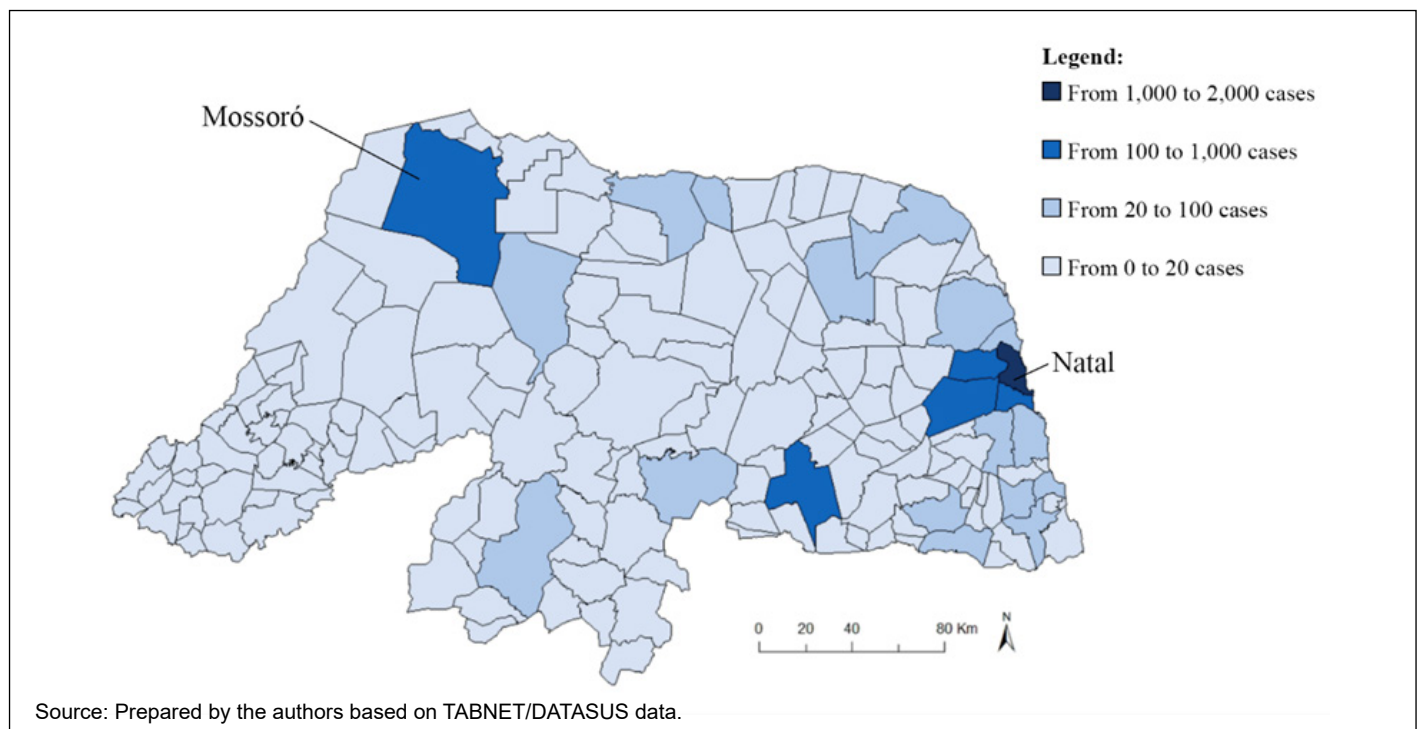 Legend:
From 1,000 to 2,000 cases
Mossoró
From 100 to 1,000 cases
From 20 to 100 cases
From 0 to 20 cases
Natal
0 20 40 80 Km
N
Source: Prepared by the authors based on TABNET/DATASUS data.